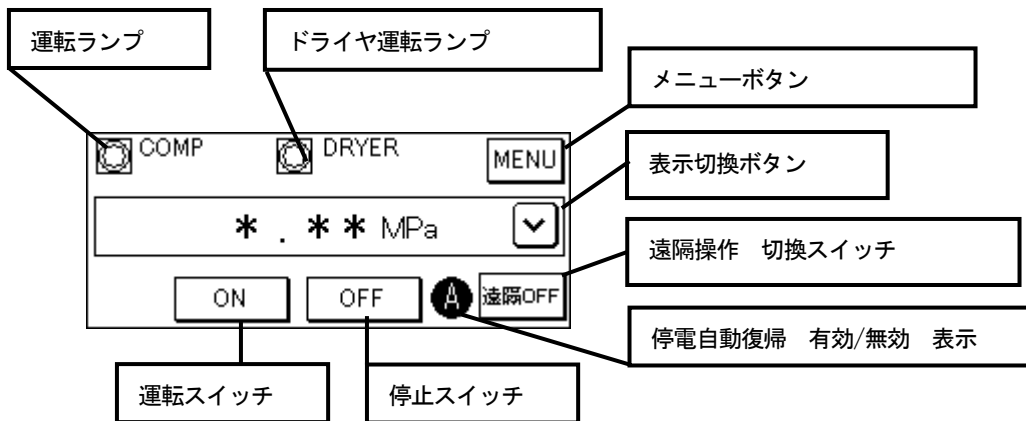 運転ランプ
ドライヤ運転ランプ
メニューボタン
COMP
DRYER
MENU
表示切換ボタン
*.** MPa
遠隔操作 切換スイッチ
ON
OFF
A
遠隔OFF
停電自動復帰 有効/無効 表示
運転スイッチ
停止スイッチ